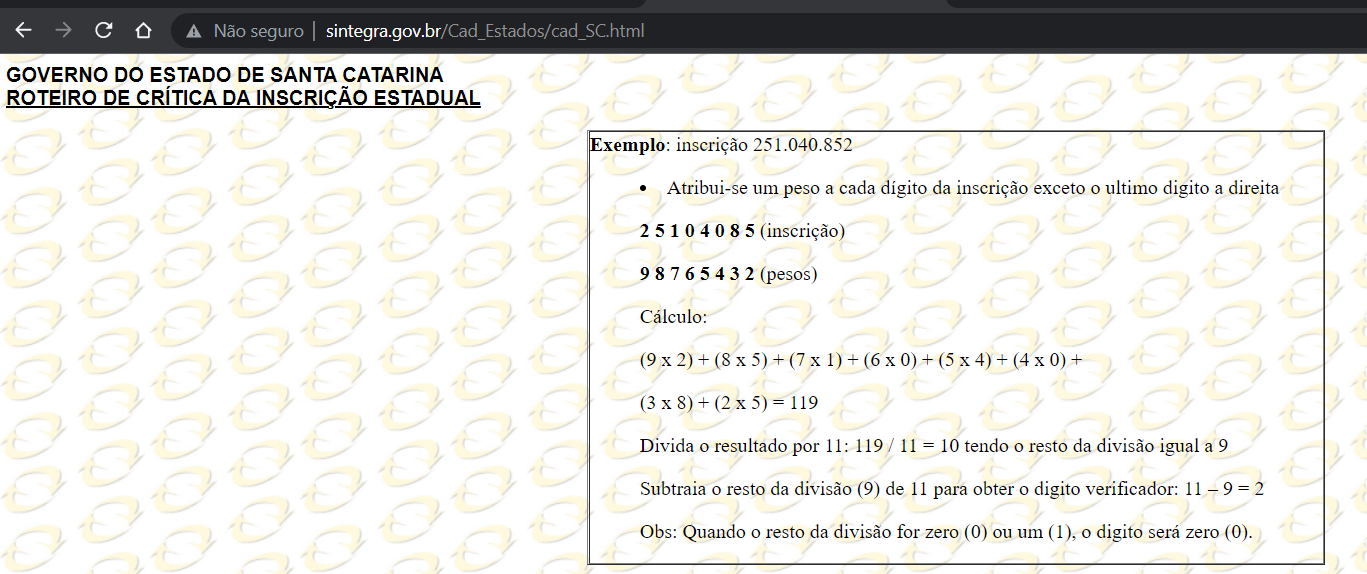 Não seguro | sintegra.gov.br/Cad_Estados/cad_SC.html
GOVERNO DO ESTADO DE SANTA CATARINA
ROTEIRO DE CRÍTICA DA INSCRIÇÃO ESTADUAL
Exemplo: inscrição 251.040.852
• Atribui-se um peso a cada dígito da inscrição exceto o ultimo digito a direita
2 5 1 0 4 0 8 5 (inscrição)
9 8 7 6 5 4 3 2 (pesos)
Cálculo:
(9 x 2) + (8 x 5) + (7 x 1) + (6 x 0) + (5 x 4) + (4 x 0) +
(3 x 8) + (2 x 5) = 119
Divida o resultado por 11: 119 / 11 = 10 tendo o resto da divisão igual a 9
Subtraia o resto da divisão (9) de 11 para obter o digito verificador: 11 – 9 = 2
Obs: Quando o resto da divisão for zero (0) ou um (1), o digito será zero (0).